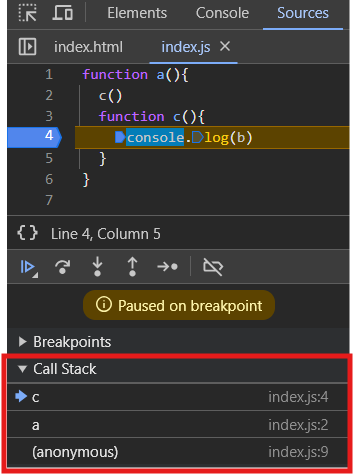 Elements Console Sources
index.html index.js ×
1 function a(){
2 c()
3 function c(){
4 console.log(b)
5 }
6 }
7
{} Line 4, Column 5
Paused on breakpoint
Breakpoints
Call Stack
c index.js:4
a index.js:2
(anonymous) index.js:9